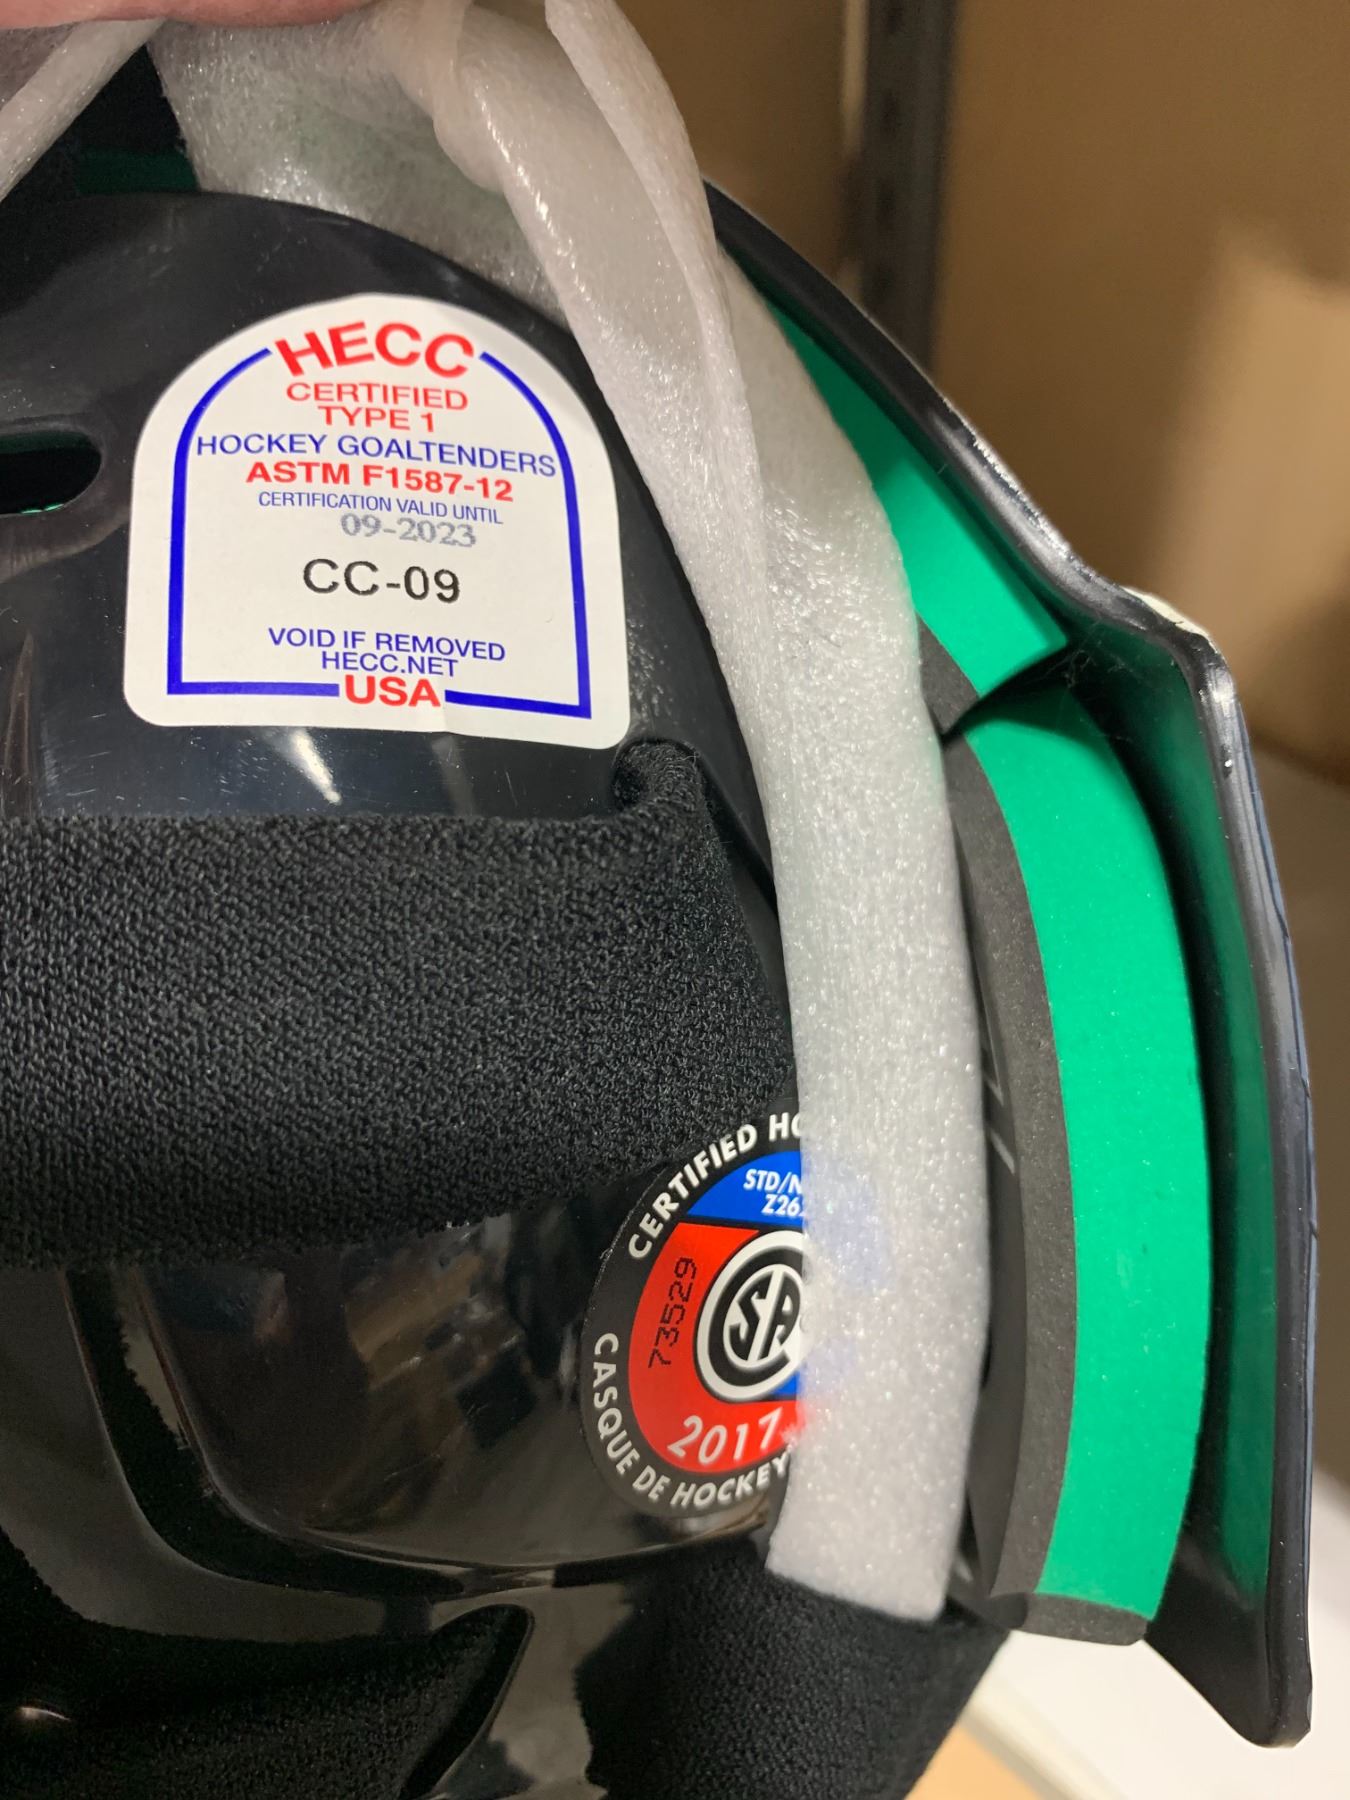 HECC
CERTIFIED
TYPE 1
HOCKEY GOALTENDERS
ASTM F1587-12
CERTIFICATION VALID UNTIL
09-2023
CC-09
VOID IF REMOVED
HECC.NET
USA
CERTIFIED
STD/N
73529
2017
CASQUE DE HOCKEY